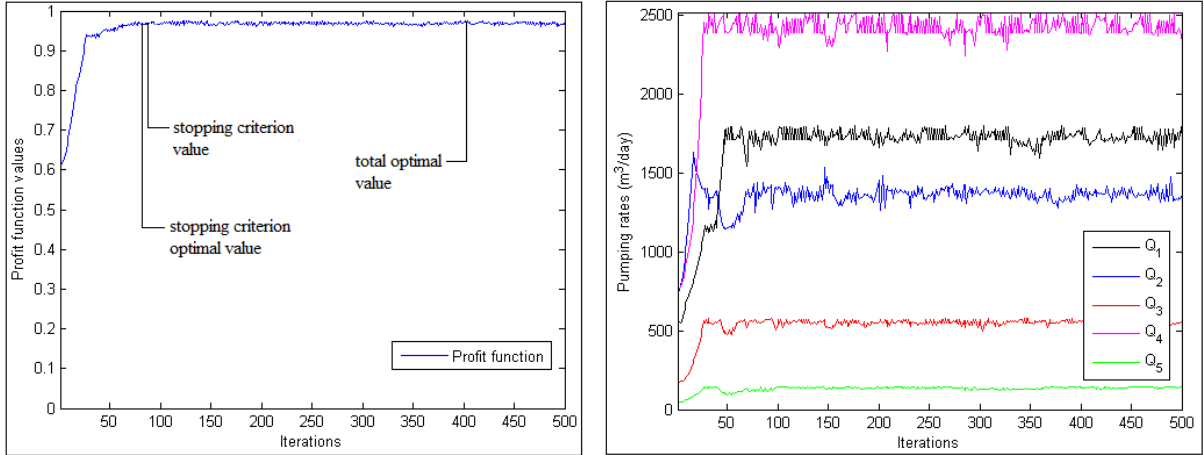 1
0.9
0.8
0.7
0.6
0.5
0.4
0.3
0.2
0.1
0
Profit function values
stopping criterion
value
total optimal
value
stopping criterion
optimal value
Profit function
0 50 100 150 200 250 300 350 400 450 500
Iterations
2500
2000
1500
1000
500
0
Pumping rates (m³/day)
Q₁
Q₂
Q₃
Q₄
Q₅
50 100 150 200 250 300 350 400 450 500
Iterations